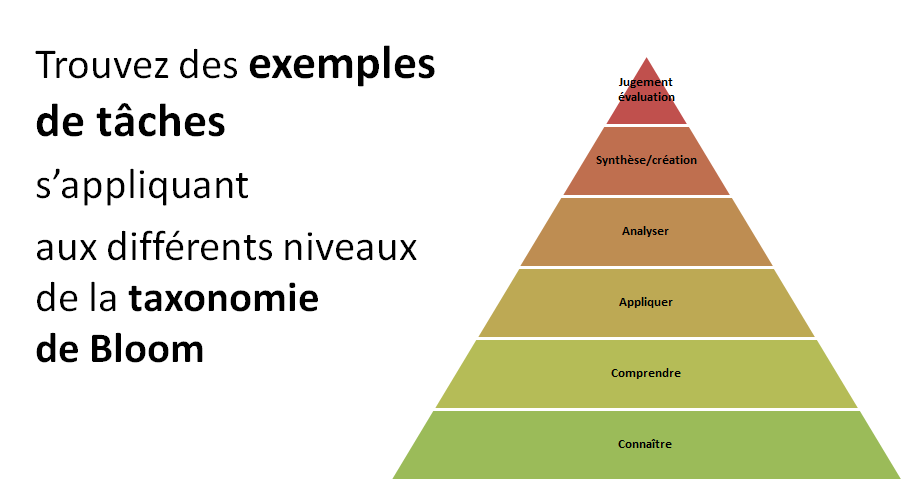 Trouvez des exemples
de tâches
s’appliquant
aux différents niveaux
de la taxonomie
de Bloom
Jugement
évaluation
Synthèse/création
Analyser
Appliquer
Comprendre
Connaître